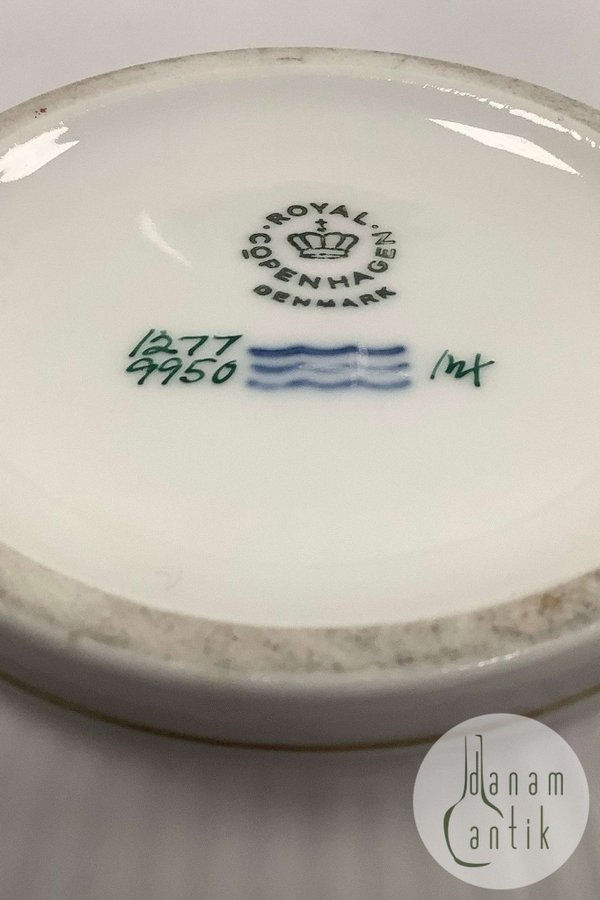 ROYAL
COPENHAGEN
DENMARK
1277
9950
danam
antik